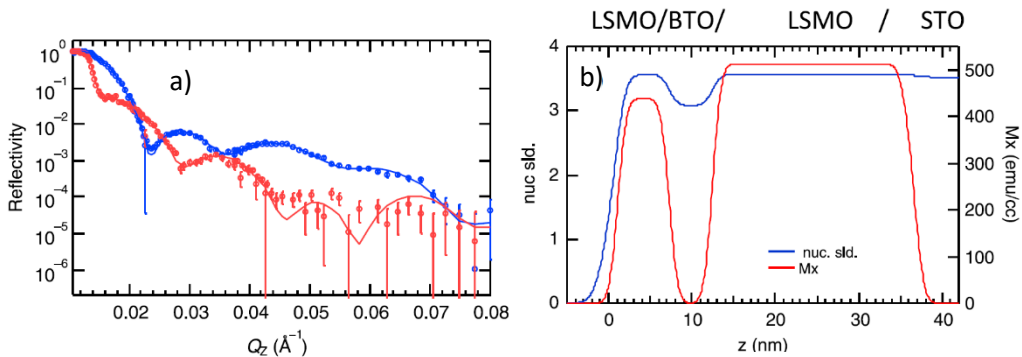 LSMO/BTO/ LSMO / STO
a)
10⁰
10⁻¹
10⁻²
10⁻³
10⁻⁴
10⁻⁵
10⁻⁶
Reflectivity
0.02 0.03 0.04 0.05 0.06 0.07 0.08
Q_Z (Å⁻¹)
b)
4
3
2
1
0
nuc sld.
500
400
300
200
100
0
Mx (emu/cc)
nuc. sld.
Mx
0 10 20 30 40
z (nm)